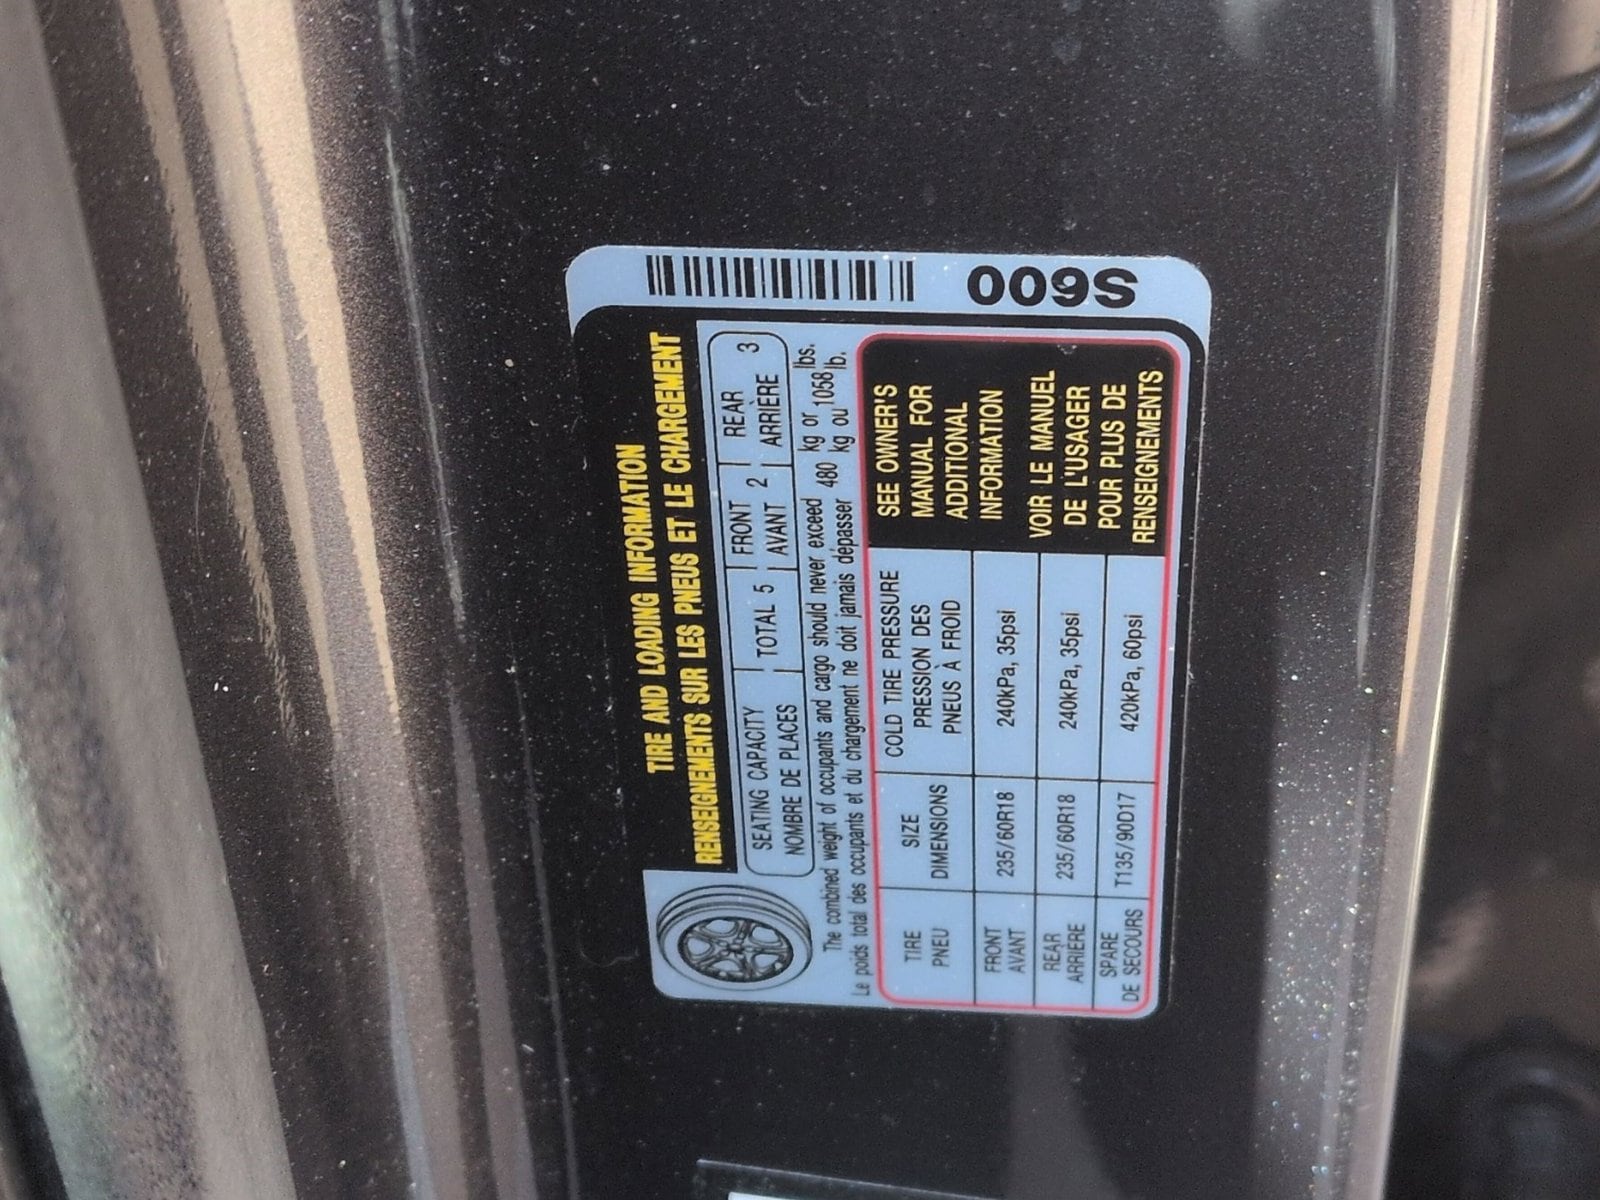 TIRE AND LOADING INFORMATION
RENSEIGNEMENTS SUR LES PNEUS ET LE CHARGEMENT
SEATING CAPACITY
NOMBRE DE PLACES
TOTAL 5
FRONT
AVANT 2
REAR
ARRIÈRE 3
The combined weight of occupants and cargo should never exceed 480 kg or 1058 lbs.
Le poids total des occupants et du chargement ne doit jamais dépasser kg ou lb.
TIRE
PNEU
SIZE
DIMENSIONS
COLD TIRE PRESSURE
PRESSION DES
PNEUS À FROID
FRONT
AVANT
235/60R18
240kPa, 35psi
REAR
ARRIÈRE
235/60R18
240kPa, 35psi
SPARE
DE SECOURS
T135/90D17
420kPa, 60psi
SEE OWNER'S
MANUAL FOR
ADDITIONAL
INFORMATION
VOIR LE MANUEL
DE L'USAGER
POUR PLUS DE
RENSEIGNEMENTS
S600